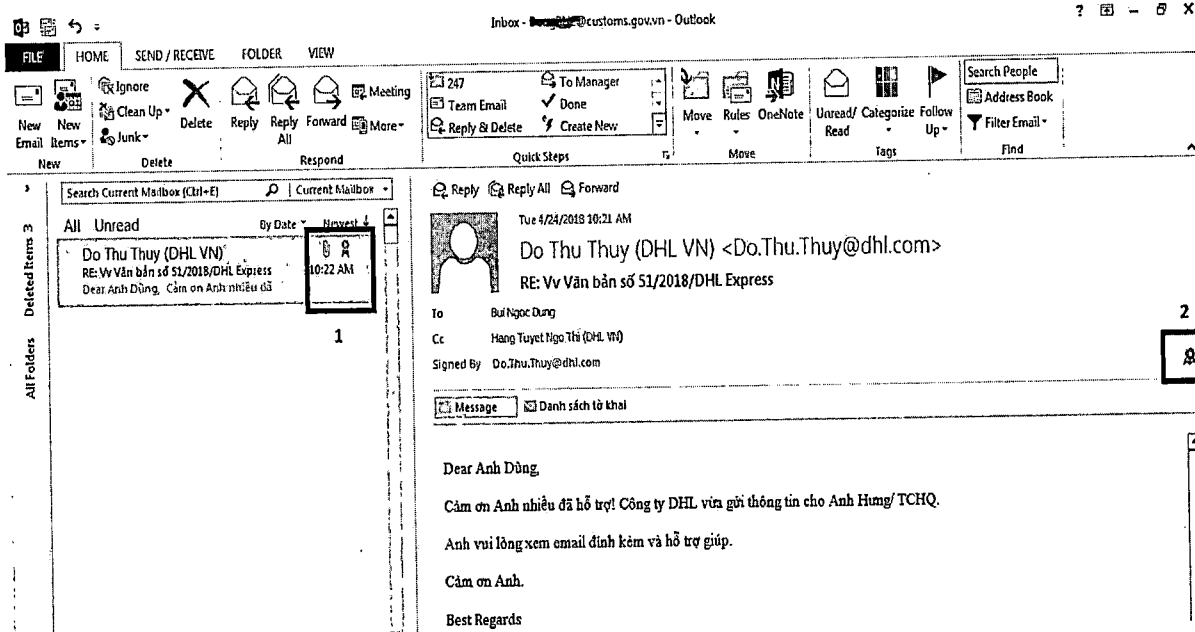 Inbox - @customs.gov.vn - Outlook
?
FILE HOME SEND / RECEIVE FOLDER VIEW
New Email
New Items
New
Ignore
Clean Up
Junk
Delete
Delete
Reply
Reply All
Forward
Meeting
More
Respond
247
Team Email
Reply & Delete
To Manager
Done
Create New
Quick Steps
Move
Rules
OneNote
Move
Unread/ Read
Categorize
Follow Up
Tags
Search People
Address Book
Filter Email
Find
Search Current Mailbox (Ctrl+E)
Current Mailbox
All Unread
By Date Newest
Do Thu Thuy (DHL VN)
RE: Vv Văn bản số 51/2018/DHL Express
10:22 AM
Dear Anh Dũng, Cảm ơn Anh nhiều đã
1
Deleted Items 3
All Folders
Reply Reply All Forward
Tue 4/24/2018 10:21 AM
Do Thu Thuy (DHL VN) <Do.Thu.Thuy@dhl.com>
RE: Vv Văn bản số 51/2018/DHL Express
To Bui Ngoc Dung
Cc Hang Tuyet Ngo Thi (DHL VN)
Signed By Do.Thu.Thuy@dhl.com
2
Message Danh sách tờ khai
Dear Anh Dũng,
Cảm ơn Anh nhiều đã hỗ trợ! Công ty DHL vừa gửi thông tin cho Anh Hưng/ TCHQ.
Anh vui lòng xem email đính kèm và hỗ trợ giúp.
Cảm ơn Anh.
Best Regards